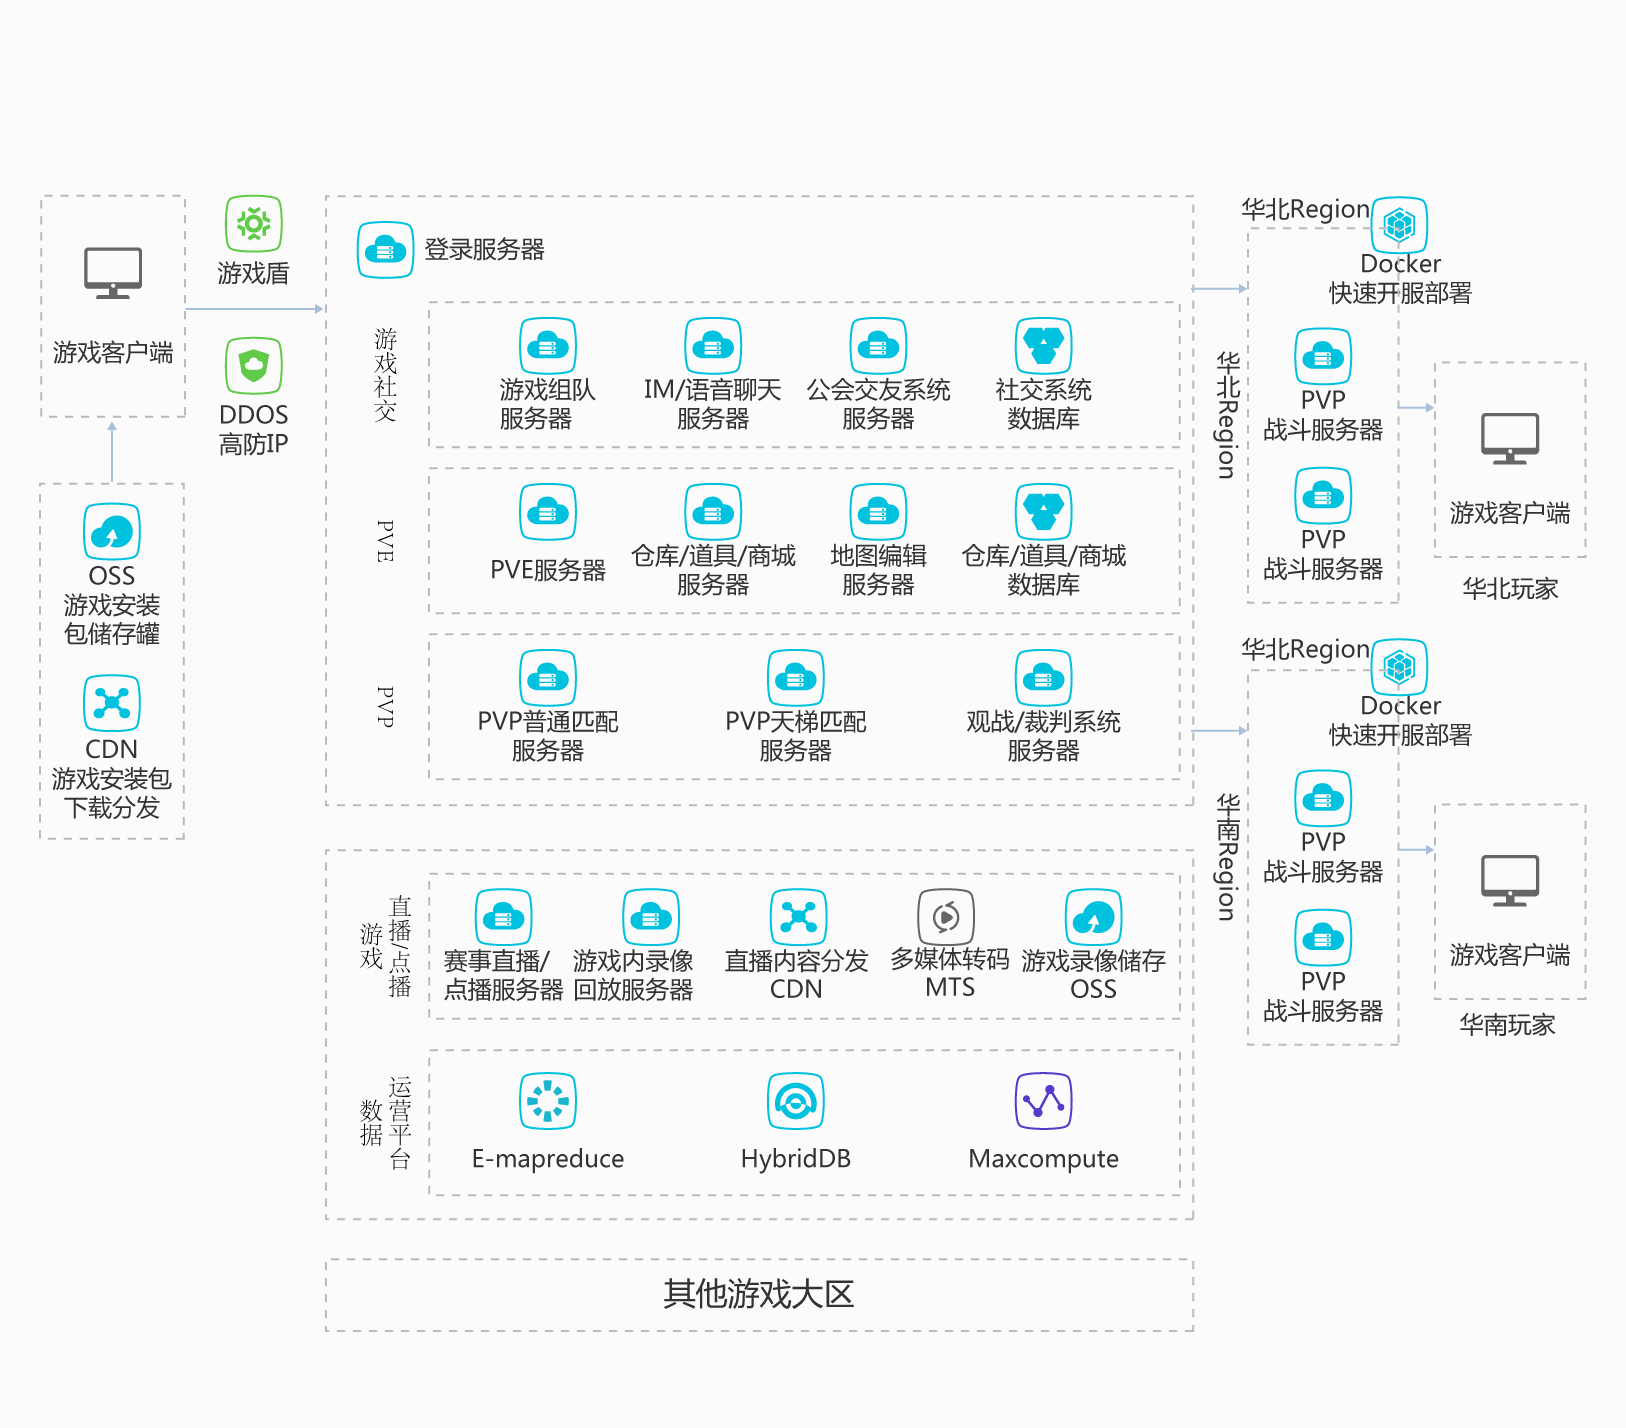 游戏客户端
OSS
游戏安装
包储存罐
CDN
游戏安装包
下载分发
游戏盾
DDOS
高防IP
登录服务器
游戏社交
游戏组队
服务器
IM/语音聊天
服务器
公会交友系统
服务器
社交系统
数据库
PVE
PVE服务器
仓库/道具/商城
服务器
地图编辑
服务器
仓库/道具/商城
数据库
PVP
PVP普通匹配
服务器
PVP天梯匹配
服务器
观战/裁判系统
服务器
游戏
直播/点播
赛事直播/
点播服务器
游戏内录像
回放服务器
直播内容分发
CDN
多媒体转码
MTS
游戏录像储存
OSS
数据
运营平台
E-mapreduce
HybridDB
Maxcompute
其他游戏大区
华北Region
Docker
快速开服部署
华北Region
PVP
战斗服务器
PVP
战斗服务器
游戏客户端
华北玩家
华北Region
Docker
快速开服部署
华南Region
PVP
战斗服务器
PVP
战斗服务器
游戏客户端
华南玩家